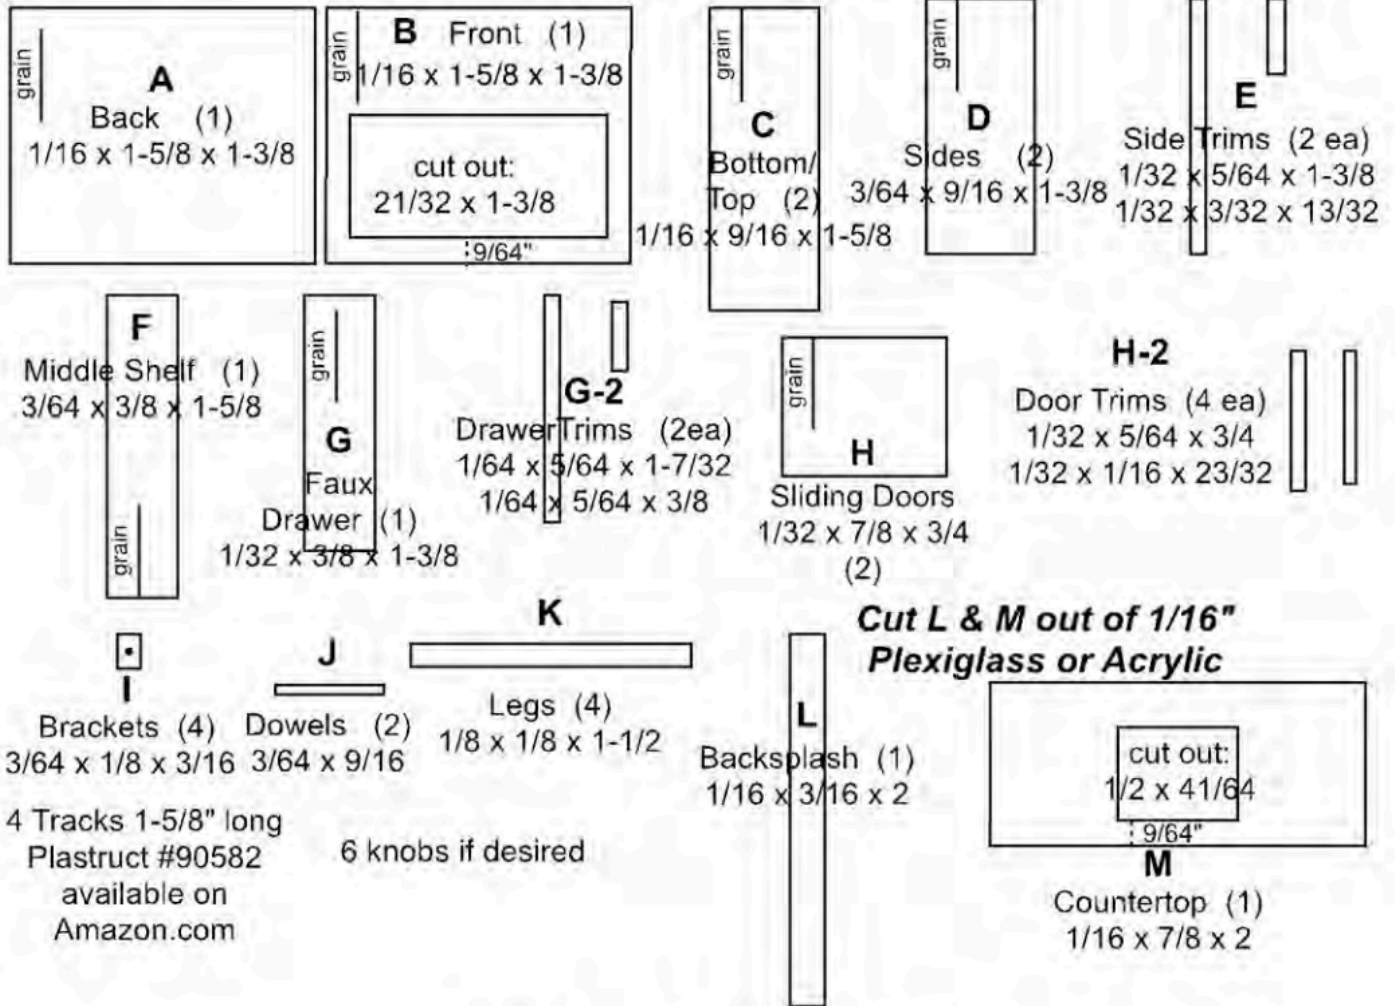 grain
A
Back (1)
1/16 x 1-5/8 x 1-3/8
grain
B Front (1)
1/16 x 1-5/8 x 1-3/8
cut out:
21/32 x 1-3/8
9/64"
grain
C
Bottom/
Top (2)
1/16 x 9/16 x 1-5/8
grain
D
Sides (2)
3/64 x 9/16 x 1-3/8
E
Side Trims (2 ea)
1/32 x 5/64 x 1-3/8
1/32 x 3/32 x 13/32
F
Middle Shelf (1)
3/64 x 3/8 x 1-5/8
grain
grain
G
Faux
Drawer (1)
1/32 x 3/8 x 1-3/8
G-2
Drawer Trims (2ea)
1/64 x 5/64 x 1-7/32
1/64 x 5/64 x 3/8
grain
H
Sliding Doors
1/32 x 7/8 x 3/4
(2)
H-2
Door Trims (4 ea)
1/32 x 5/64 x 3/4
1/32 x 1/16 x 23/32
I
Brackets (4)
3/64 x 1/8 x 3/16
J
Dowels (2)
3/64 x 9/16
K
Legs (4)
1/8 x 1/8 x 1-1/2
4 Tracks 1-5/8" long
Plastruct #90582
available on
Amazon.com
6 knobs if desired
Cut L & M out of 1/16"
Plexiglass or Acrylic
L
Backsplash (1)
1/16 x 3/16 x 2
cut out:
1/2 x 41/64
9/64"
M
Countertop (1)
1/16 x 7/8 x 2